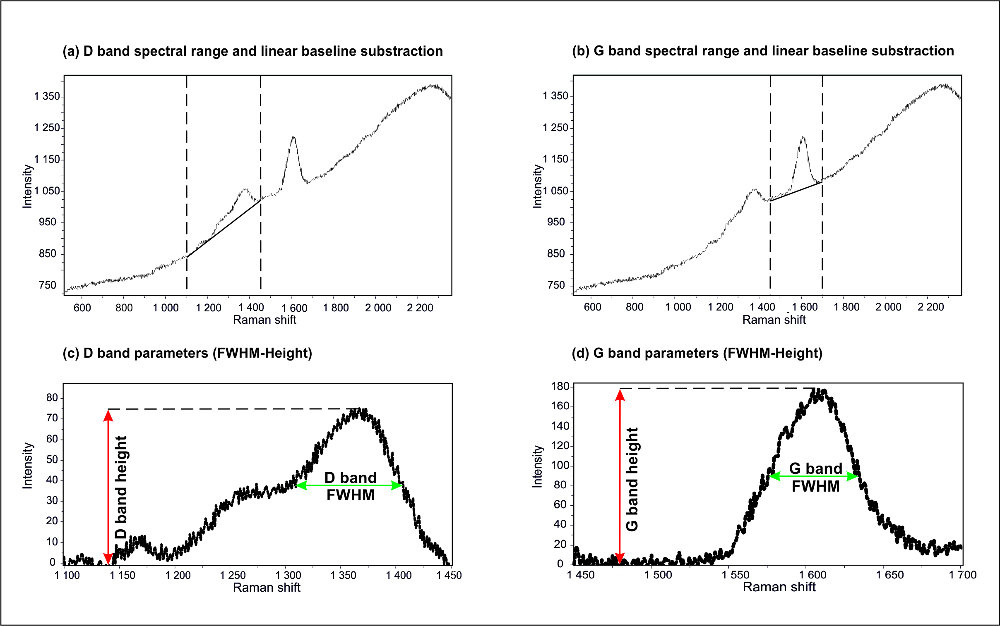 (a) D band spectral range and linear baseline substraction
1 350
1 250
1 150
1 050
950
850
750
Intensity
600 800 1 000 1 200 1 400 1 600 1 800 2 000 2 200
Raman shift
(b) G band spectral range and linear baseline substraction
1 350
1 250
1 150
1 050
950
850
750
Intensity
600 800 1 000 1 200 1 400 1 600 1 800 2 000 2 200
Raman shift
(c) D band parameters (FWHM-Height)
80
70
60
50
40
30
20
10
0
Intensity
D band height
D band
FWHM
1 100 1 150 1 200 1 250 1 300 1 350 1 400 1 450
Raman shift
(d) G band parameters (FWHM-Height)
180
160
140
120
100
80
60
40
20
0
Intensity
G band height
G band
FWHM
1 450 1 500 1 550 1 600 1 650 1 700
Raman shift